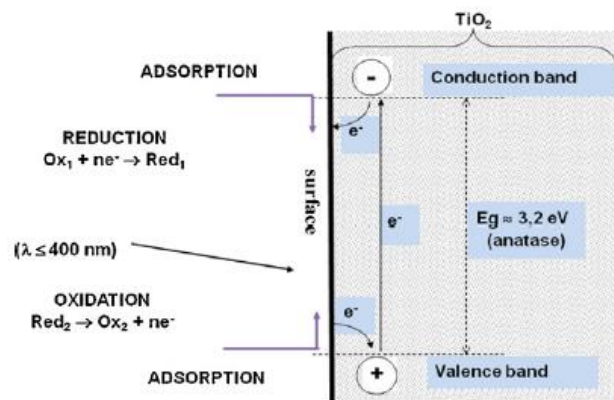 TiO₂
ADSORPTION
-
Conduction band
REDUCTION
Ox₁ + ne⁻ → Red₁
e⁻
surface
e⁻
Eg ≈ 3,2 eV
(anatase)
(λ ≤ 400 nm)
OXIDATION
Red₂ → Ox₂ + ne⁻
e⁻
ADSORPTION
+
Valence band